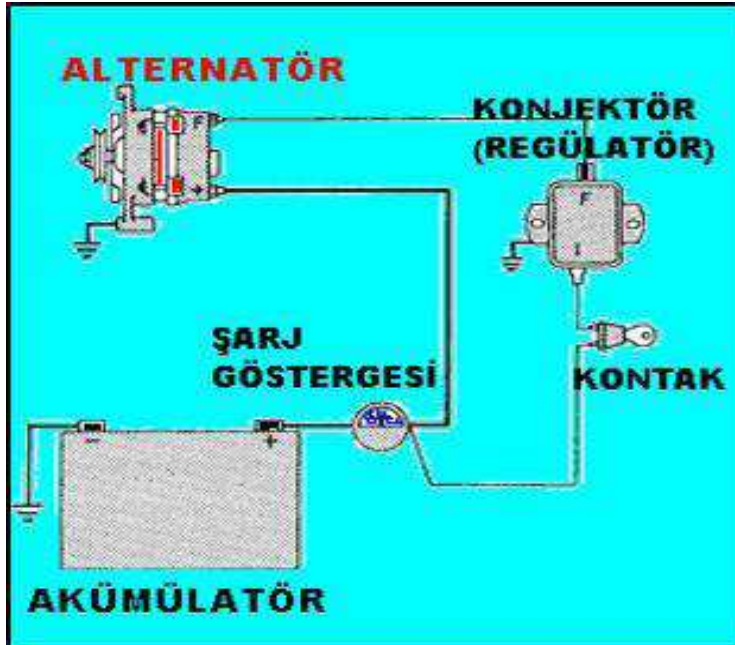 ALTERNATÖR
KONJEKTÖR
(REGÜLATÖR)
F
F
+
I
ŞARJ
GÖSTERGESİ
KONTAK
−
+
AKÜMÜLATÖR